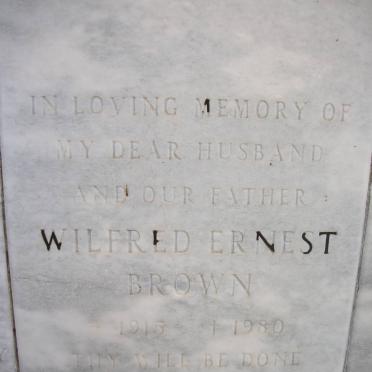 IN LOVING MEMORY OF
MY DEAR HUSBAND
AND OUR FATHER
WILFRED ERNEST
BROWN
1915 † 1980
THY WILL BE DONE